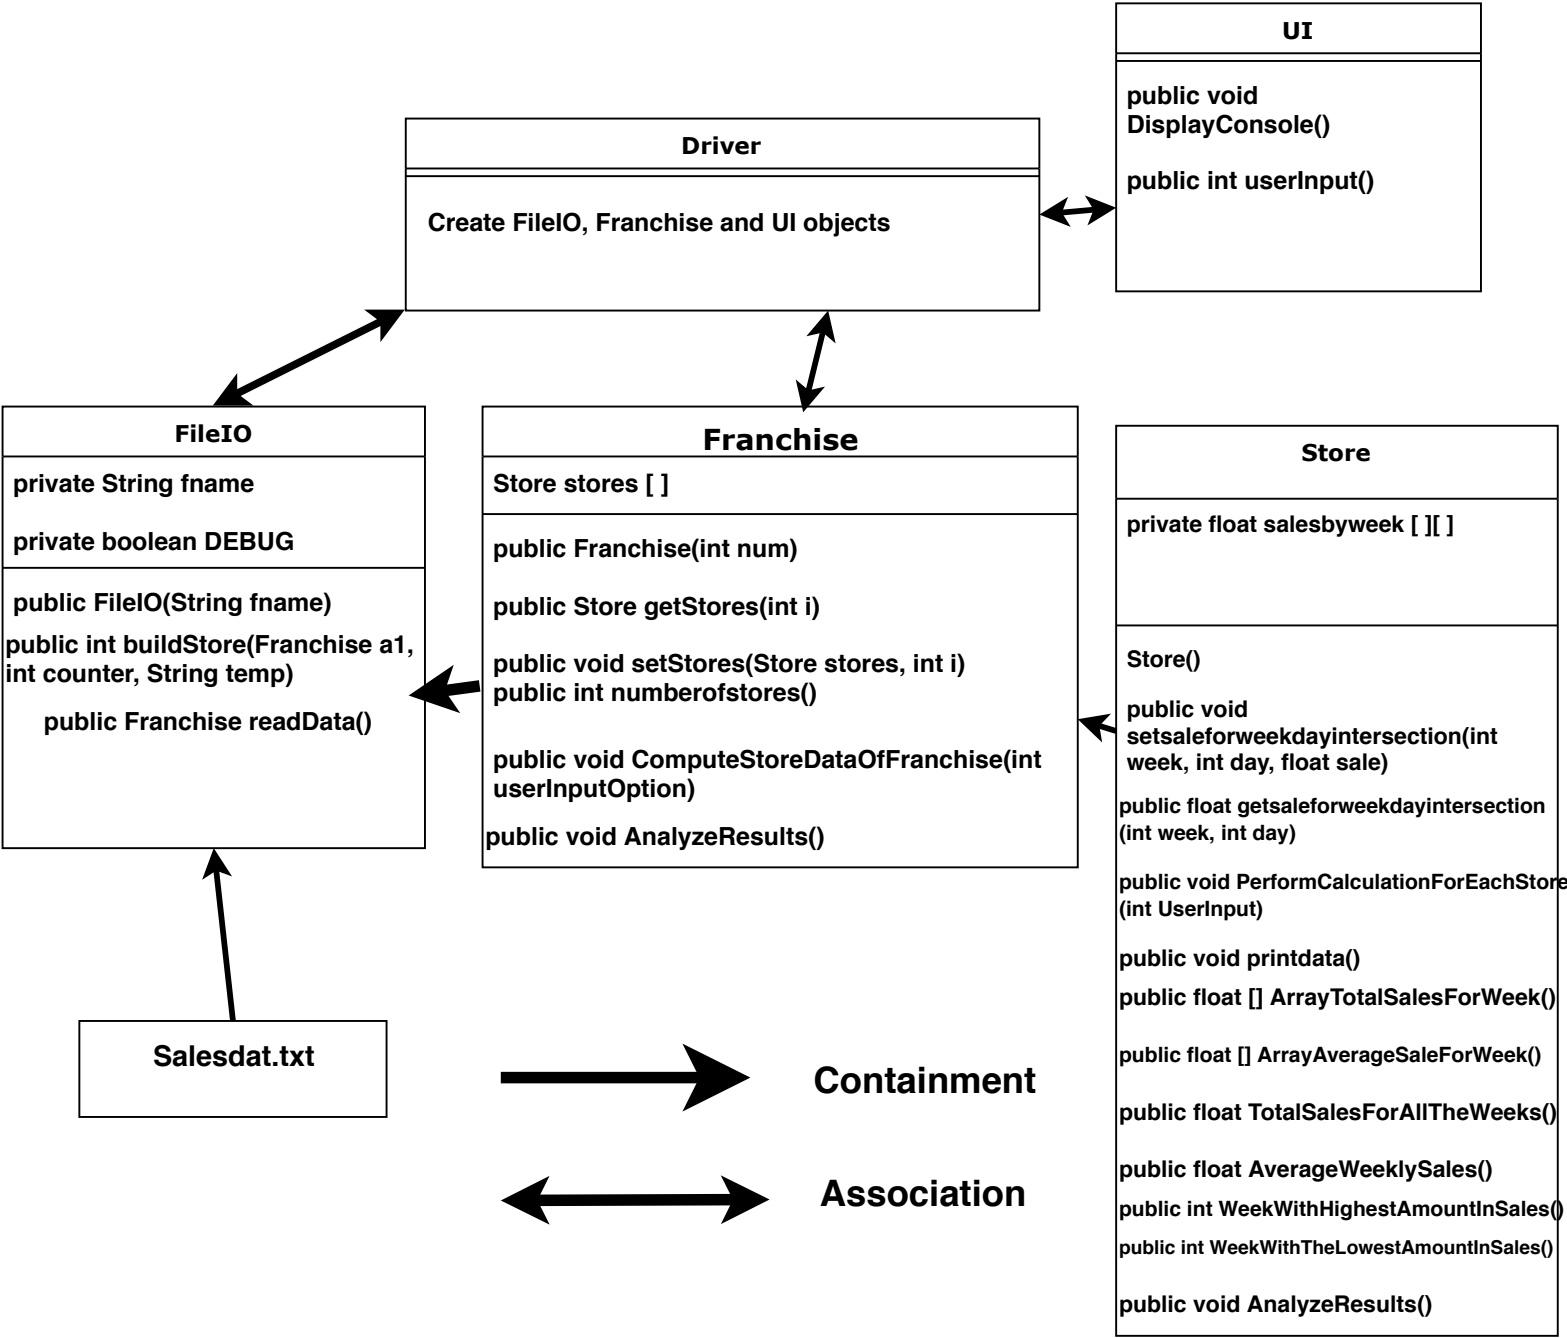 UI
public void
DisplayConsole()
public int userInput()
Driver
Create FileIO, Franchise and UI objects
FileIO
private String fname
private boolean DEBUG
public FileIO(String fname)
public int buildStore(Franchise a1,
int counter, String temp)
public Franchise readData()
Franchise
Store stores [ ]
public Franchise(int num)
public Store getStores(int i)
public void setStores(Store stores, int i)
public int numberofstores()
public void ComputeStoreDataOfFranchise(int
userInputOption)
public void AnalyzeResults()
Store
private float salesbyweek [ ][ ]
Store()
public void
setsaleforweekdayintersection(int
week, int day, float sale)
public float getsaleforweekdayintersection
(int week, int day)
public void PerformCalculationForEachStore
(int UserInput)
public void printdata()
public float [] ArrayTotalSalesForWeek()
public float [] ArrayAverageSaleForWeek()
public float TotalSalesForAllTheWeeks()
public float AverageWeeklySales()
public int WeekWithHighestAmountInSales()
public int WeekWithTheLowestAmountInSales()
public void AnalyzeResults()
Salesdat.txt
Containment
Association